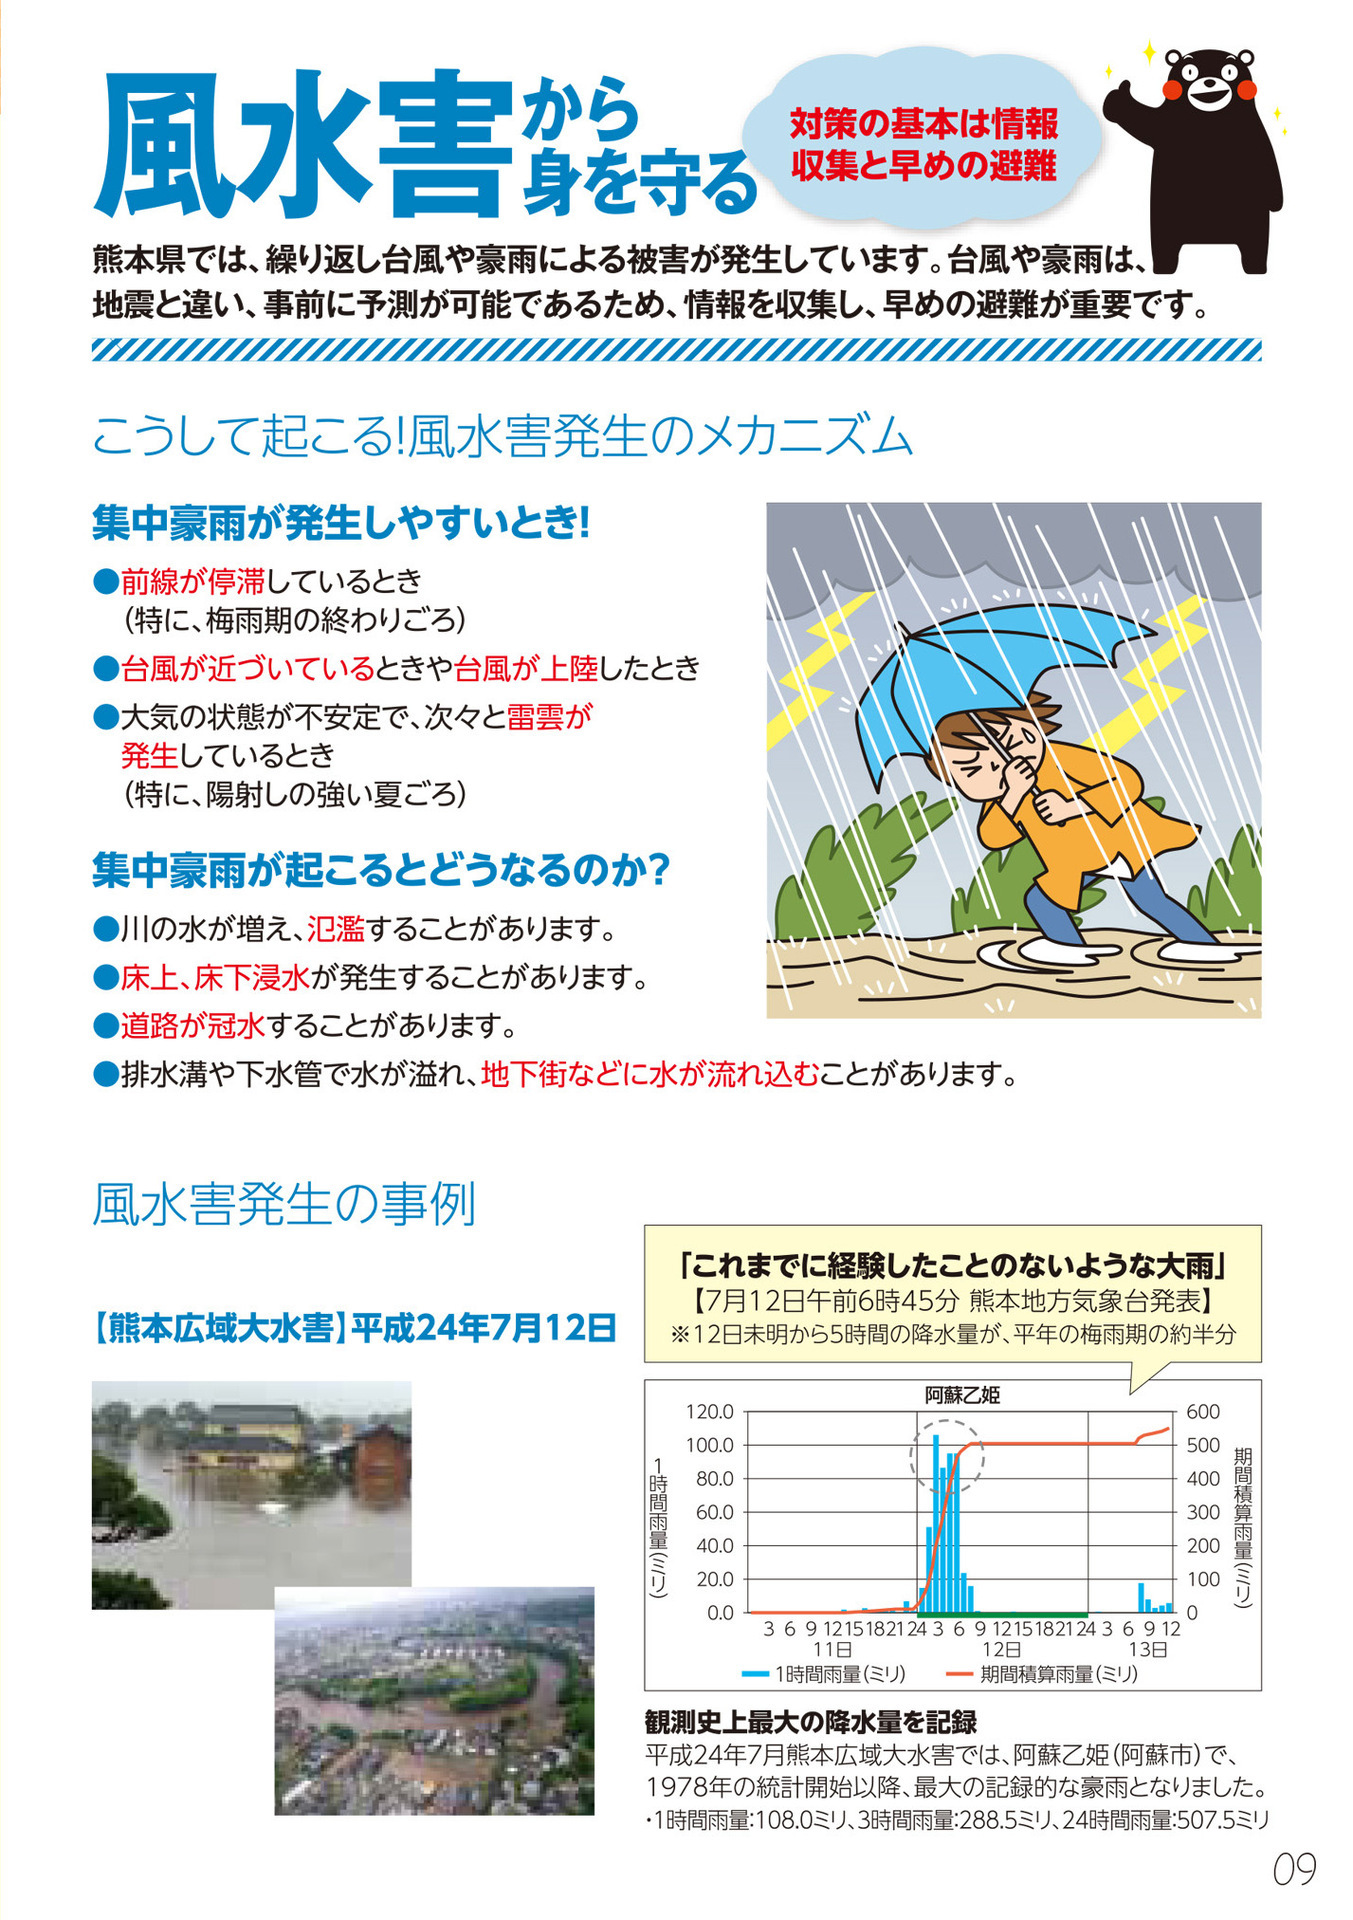 風水害から
身を守る
対策の基本は情報
収集と早めの避難
熊本県では、繰り返し台風や豪雨による被害が発生しています。台風や豪雨は、
地震と違い、事前に予測が可能であるため、情報を収集し、早めの避難が重要です。
こうして起こる!風水害発生のメカニズム
集中豪雨が発生しやすいとき!
●前線が停滞しているとき
(特に、梅雨期の終わりごろ)
●台風が近づいているときや台風が上陸したとき
●大気の状態が不安定で、次々と雷雲が
発生しているとき
(特に、陽射しの強い夏ごろ)
集中豪雨が起こるとどうなるのか?
●川の水が増え、氾濫することがあります。
●床上、床下浸水が発生することがあります。
●道路が冠水することがあります。
●排水溝や下水管で水が溢れ、地下街などに水が流れ込むことがあります。
風水害発生の事例
【熊本広域大水害】平成24年7月12日
「これまでに経験したことのないような大雨」
【7月12日午前6時45分 熊本地方気象台発表】
※12日未明から5時間の降水量が、平年の梅雨期の約半分
阿蘇乙姫
1時間雨量(ミリ)
120.0
100.0
80.0
60.0
40.0
20.0
0.0
600
500
400
300
200
100
0
期間積算雨量(ミリ)
3 6 9 12 15 18 21 24 3 6 9 12 15 18 21 24 3 6 9 12
11日 12日 13日
1時間雨量(ミリ) 期間積算雨量(ミリ)
観測史上最大の降水量を記録
平成24年7月熊本広域大水害では、阿蘇乙姫(阿蘇市)で、
1978年の統計開始以降、最大の記録的な豪雨となりました。
・1時間雨量:108.0ミリ、3時間雨量:288.5ミリ、24時間雨量:507.5ミリ
09